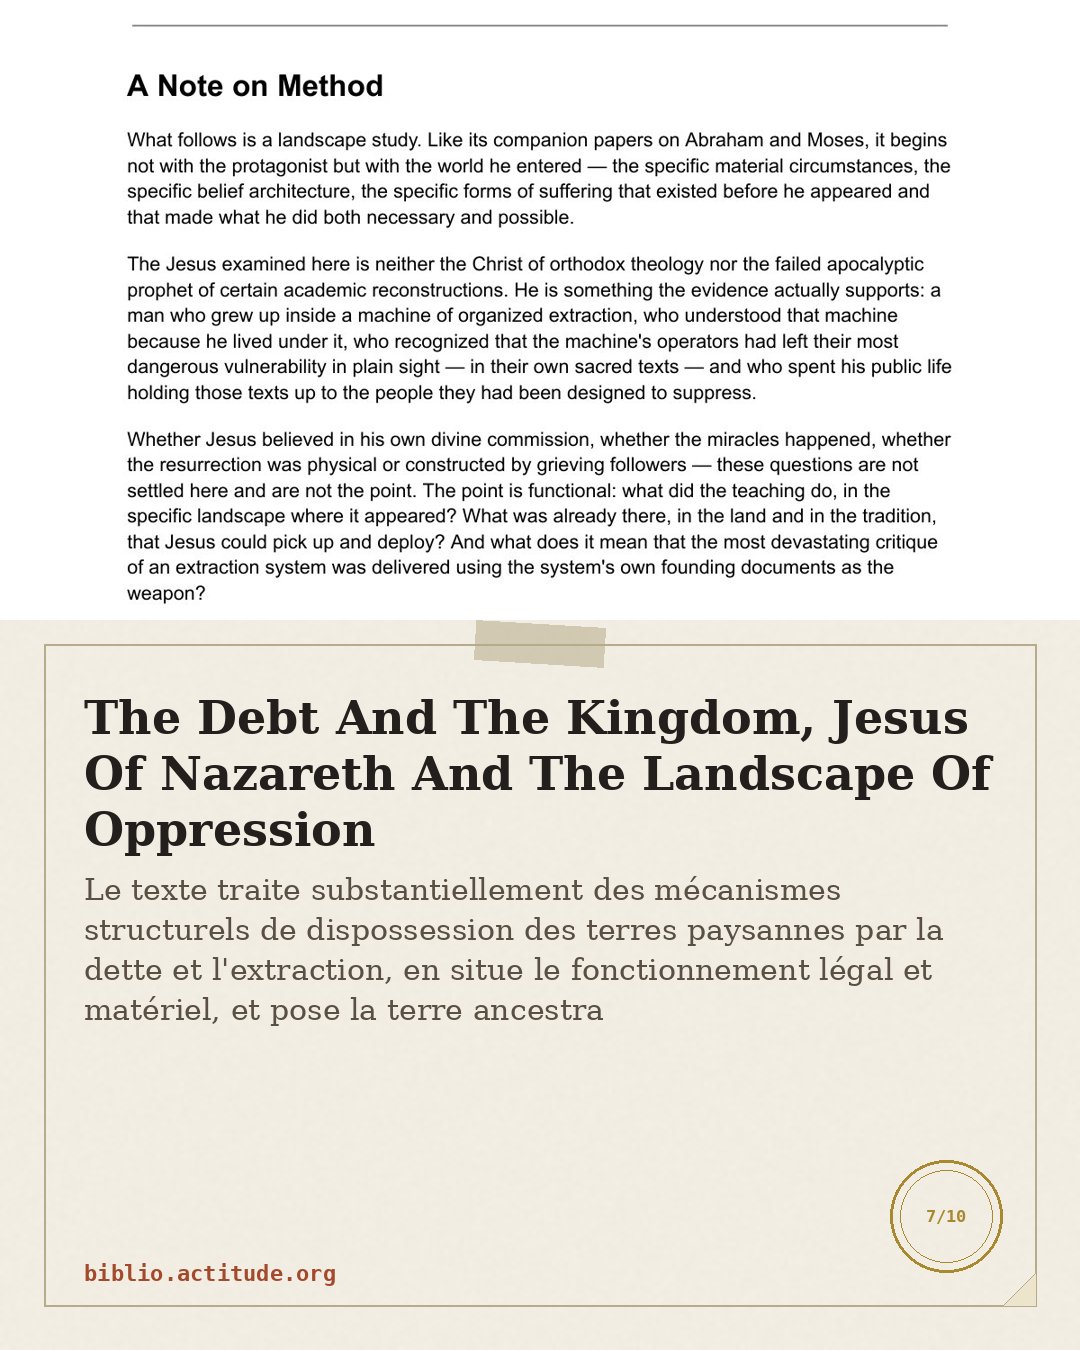 A Note on Method
What follows is a landscape study. Like its companion papers on Abraham and Moses, it begins
not with the protagonist but with the world he entered — the specific material circumstances, the
specific belief architecture, the specific forms of suffering that existed before he appeared and
that made what he did both necessary and possible.
The Jesus examined here is neither the Christ of orthodox theology nor the failed apocalyptic
prophet of certain academic reconstructions. He is something the evidence actually supports: a
man who grew up inside a machine of organized extraction, who understood that machine
because he lived under it, who recognized that the machine's operators had left their most
dangerous vulnerability in plain sight — in their own sacred texts — and who spent his public life
holding those texts up to the people they had been designed to suppress.
Whether Jesus believed in his own divine commission, whether the miracles happened, whether
the resurrection was physical or constructed by grieving followers — these questions are not
settled here and are not the point. The point is functional: what did the teaching do, in the
specific landscape where it appeared? What was already there, in the land and in the tradition,
that Jesus could pick up and deploy? And what does it mean that the most devastating critique
of an extraction system was delivered using the system's own founding documents as the
weapon?
The Debt And The Kingdom, Jesus
Of Nazareth And The Landscape Of
Oppression
Le texte traite substantiellement des mécanismes
structurels de dispossession des terres paysannes par la
dette et l'extraction, en situe le fonctionnement légal et
matériel, et pose la terre ancestra
7/10
biblio.actitude.org